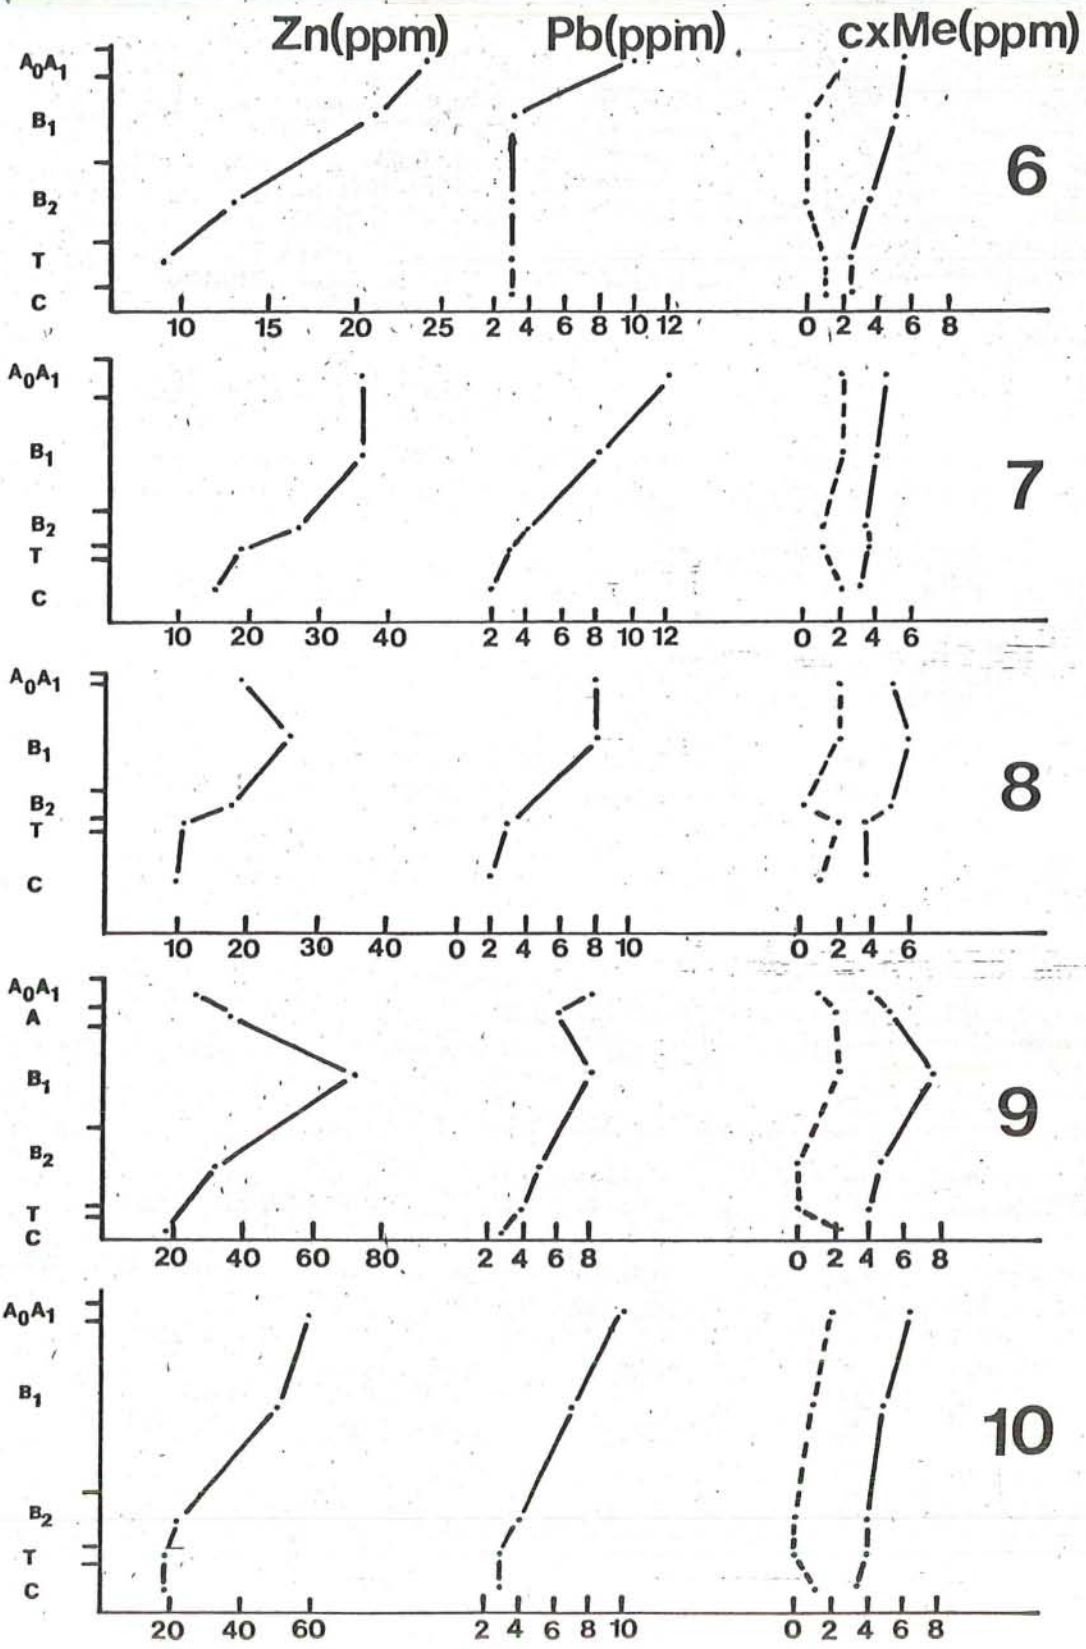 Zn(ppm) Pb(ppm) cxMe(ppm)
A₀A₁
B₁
6
B₂
T
C
10 15 20 25 2 4 6 8 10 12 0 2 4 6 8
A₀A₁
B₁
7
B₂
T
C
10 20 30 40 2 4 6 8 10 12 0 2 4 6
A₀A₁
B₁
8
B₂
T
C
10 20 30 40 0 2 4 6 8 10 0 2 4 6
A₀A₁
A
B₁
9
B₂
T
C
20 40 60 80 2 4 6 8 0 2 4 6 8
A₀A₁
B₁
10
B₂
T
C
20 40 60 2 4 6 8 10 0 2 4 6 8